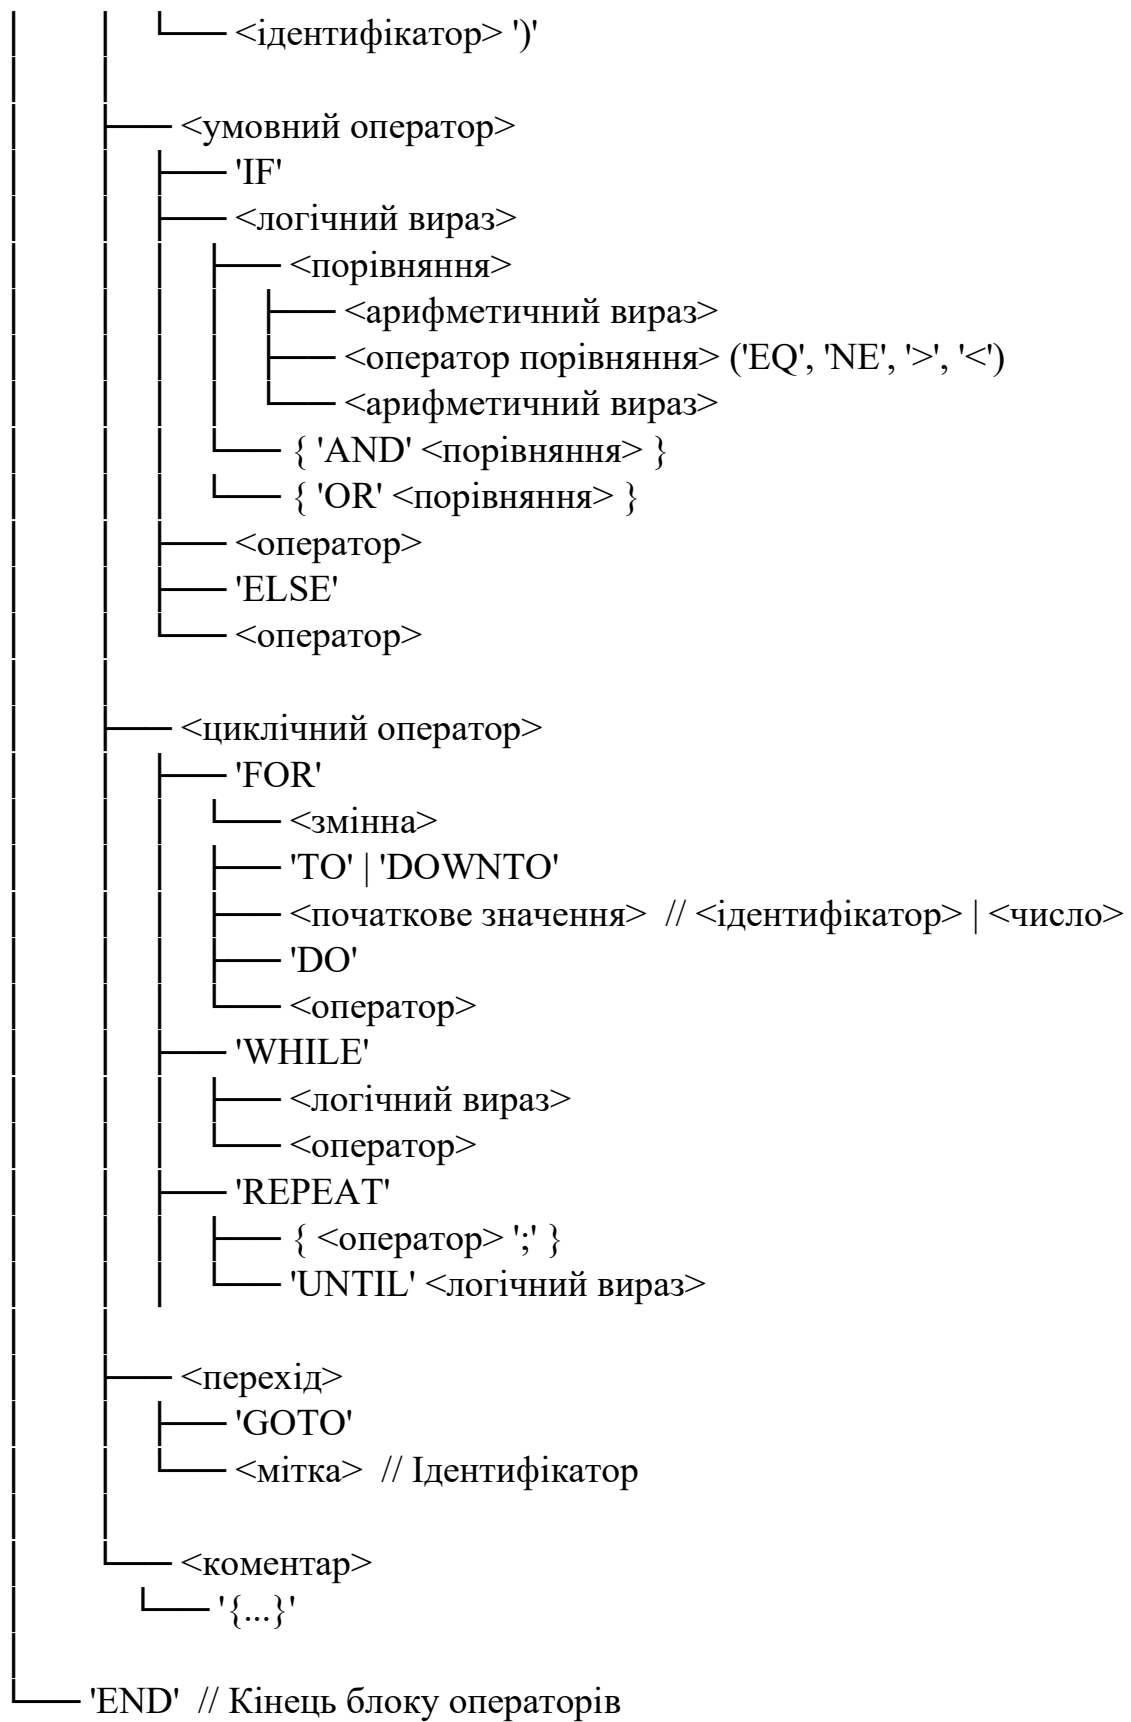 <ідентифікатор> ')'
<умовний оператор>
'IF'
<логічний вираз>
<порівняння>
<арифметичний вираз>
<оператор порівняння> ('EQ', 'NE', '>', '<')
<арифметичний вираз>
{ 'AND' <порівняння> }
{ 'OR' <порівняння> }
<оператор>
'ELSE'
<оператор>
<циклічний оператор>
'FOR'
<змінна>
'TO' | 'DOWNTO'
<початкове значення> // <ідентифікатор> | <число>
'DO'
<оператор>
'WHILE'
<логічний вираз>
<оператор>
'REPEAT'
{ <оператор> ';' }
'UNTIL' <логічний вираз>
<перехід>
'GOTO'
<мітка> // Ідентифікатор
<коментар>
'{...}'
'END' // Кінець блоку операторів